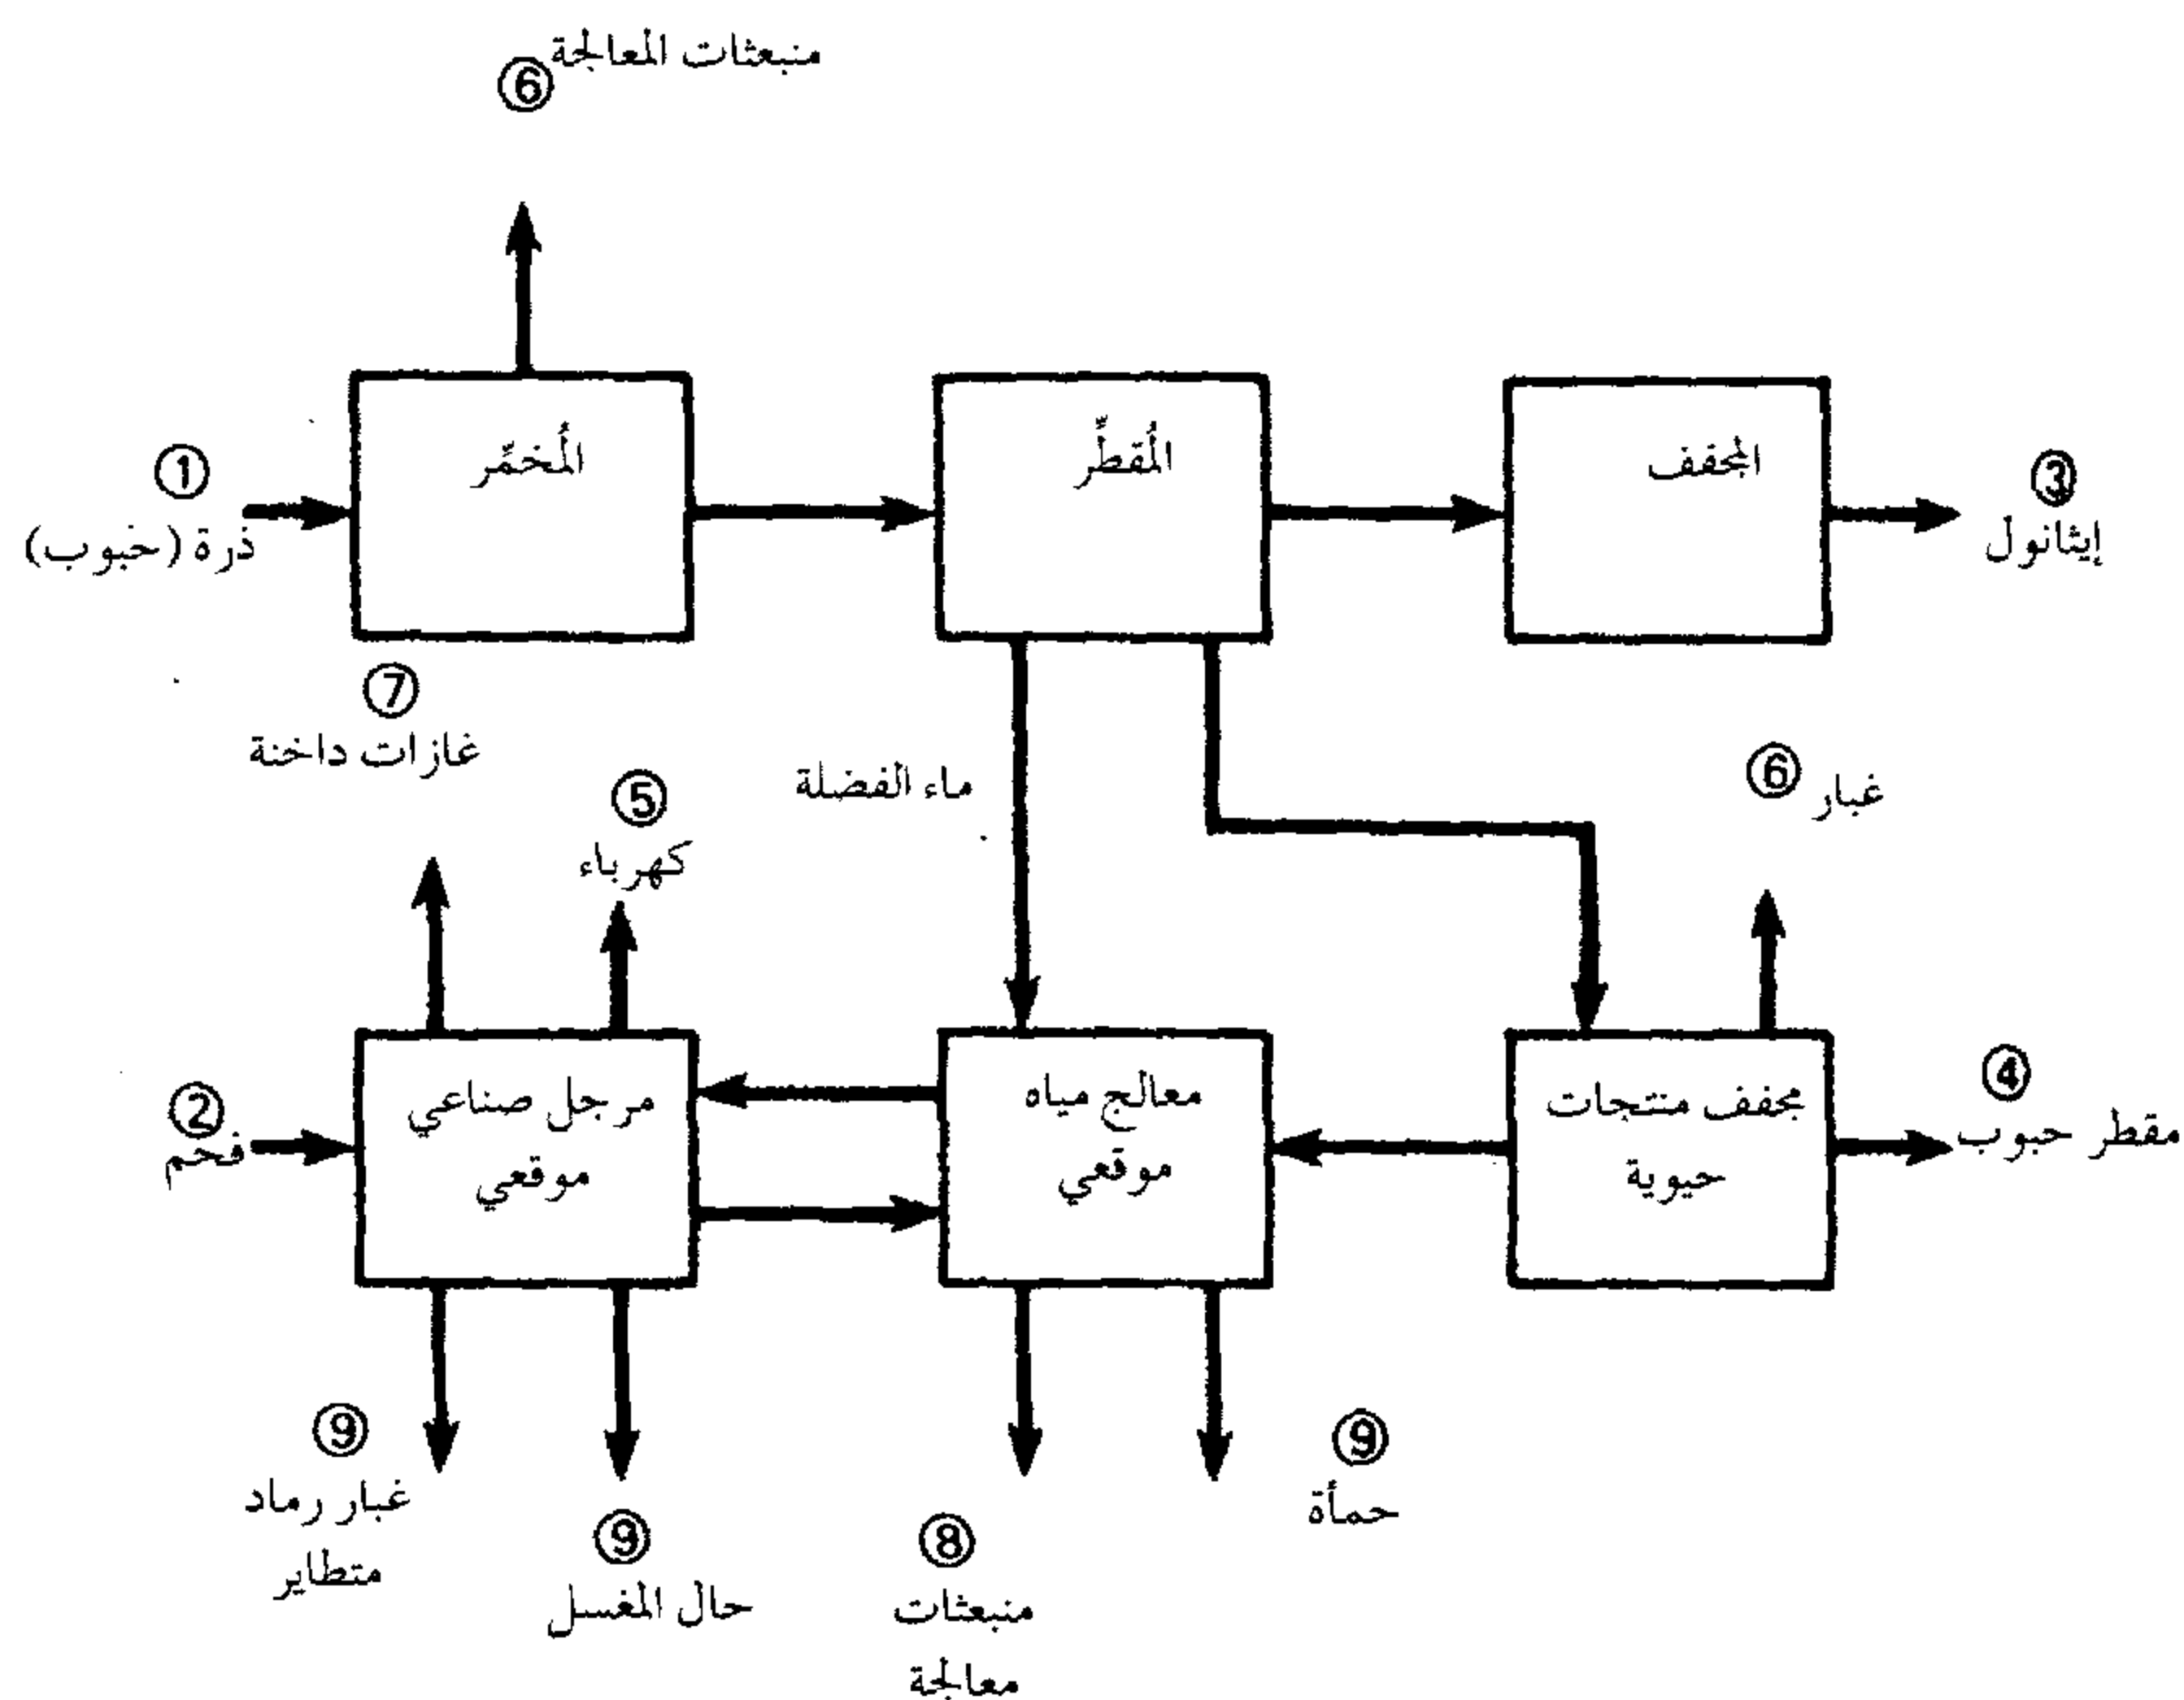 منبعثات المعالجة
⑥
المُخمِّر
المُقطِّر
المجفف
①
ذرة (حبوب)
③
إيثانول
⑦
غازات داخنة
⑤
كهرباء
ماء الفضلة
⑥ غبار
②
فحم
مرجل صناعي
موقعي
معالج مياه
موقعي
مجفف منتجات
حيوية
④
مقطر حبوب
⑨
غبار رماد
متطاير
⑨
حال المغسل
⑧
منبعثات
معالجة
⑨
حمأة